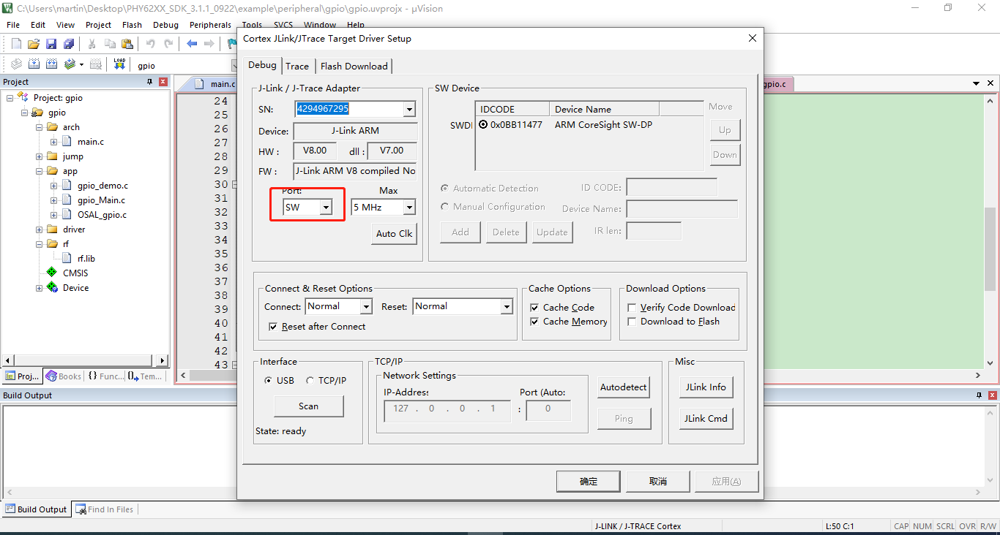 C:\Users\martin\Desktop\PHY62XX_SDK_3.1.1_0922\example\peripheral\gpio\gpio.uvprojx - µVision
File Edit View Project Flash Debug Peripherals Tools SVCS Window Help
LOAD
gpio
Project
Project: gpio
gpio
arch
main.c
jump
app
gpio_demo.c
gpio_Main.c
OSAL_gpio.c
driver
rf
rf.lib
CMSIS
Device
Proj... Books Func... Tem...
main.c
gpio.c
24
25
26
27
28
29
30
31
32
33
34
35
36
37
38
39
40
41
42
43
Cortex JLink/JTrace Target Driver Setup
Debug Trace Flash Download
J-Link / J-Trace Adapter
SN: 4294967295
Device: J-Link ARM
HW : V8.00 dll : V7.00
FW : J-Link ARM V8 compiled No
Port: Max
SW 5 MHz
Auto Clk
SW Device
IDCODE Device Name Move
SWDI 0x0BB11477 ARM CoreSight SW-DP Up
Down
Automatic Detection ID CODE:
Manual Configuration Device Name:
Add Delete Update IR len:
Connect & Reset Options
Connect: Normal Reset: Normal
Reset after Connect
Cache Options
Cache Code
Cache Memory
Download Options
Verify Code Download
Download to Flash
Interface
USB TCP/IP
Scan
State: ready
TCP/IP
Network Settings
IP-Address Port (Auto:
127 . 0 . 0 . 1 : 0
Autodetect
Ping
Misc
JLink Info
JLink Cmd
确定 取消 应用(A)
Build Output
Build Output Find In Files
J-LINK / J-TRACE Cortex L:50 C:1 CAP NUM SCRL OVR R/W